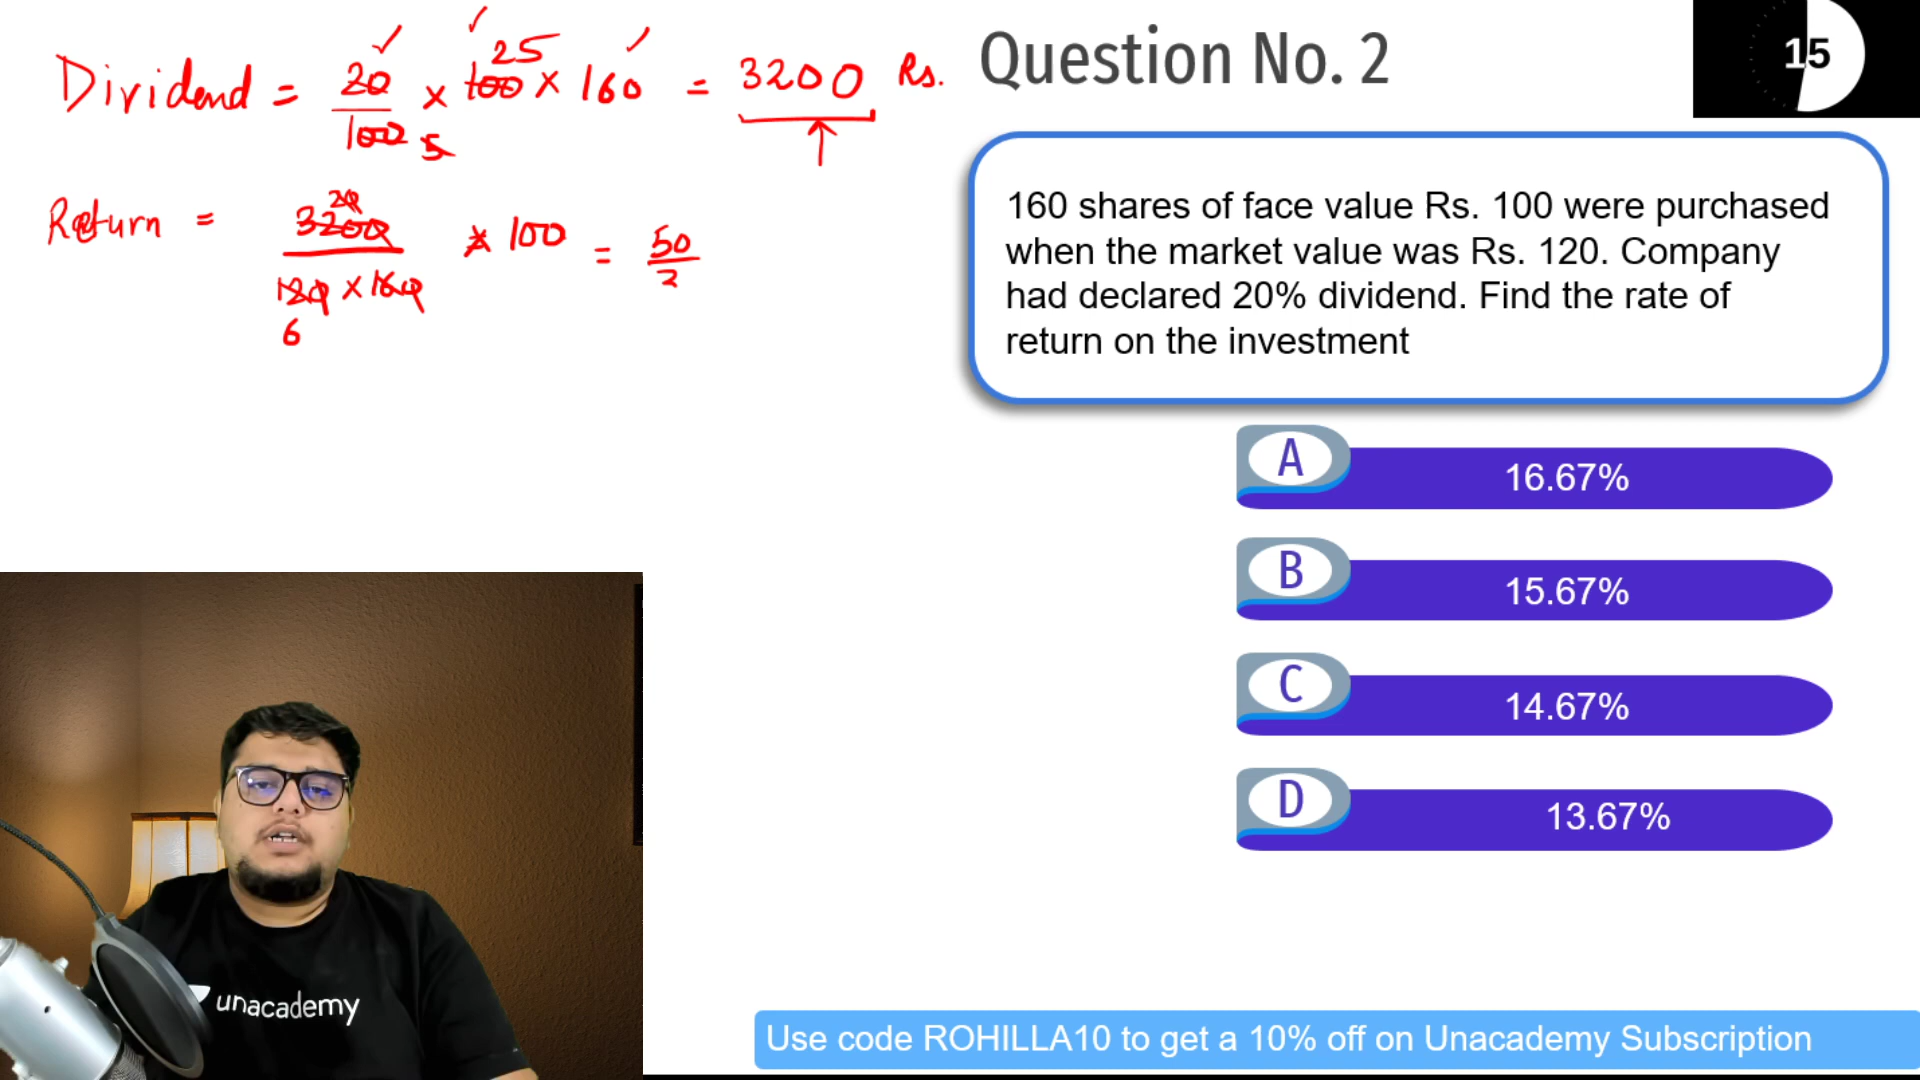 Dividend = 20/100 × 100 × 160 = 3200 Rs.
25
5
Return = 3200/120 × 160 × 100 = 50/3
20
6
Question No. 2
15
160 shares of face value Rs. 100 were purchased
when the market value was Rs. 120. Company
had declared 20% dividend. Find the rate of
return on the investment
A 16.67%
B 15.67%
C 14.67%
D 13.67%
unacademy
Use code ROHILLA10 to get a 10% off on Unacademy Subscription